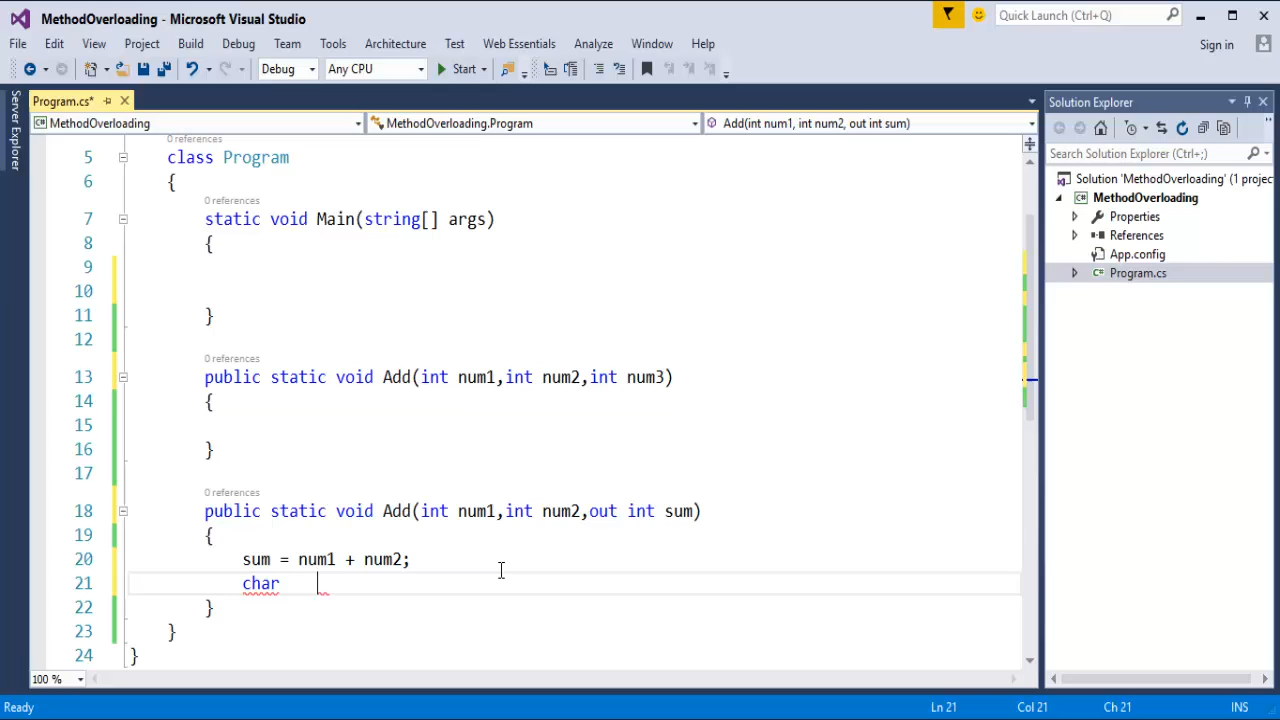 MethodOverloading - Microsoft Visual Studio
Quick Launch (Ctrl+Q)
File Edit View Project Build Debug Team Tools Architecture Test Web Essentials Analyze Window Help
Sign in
Debug Any CPU Start
Server Explorer
Program.cs*
MethodOverloading MethodOverloading.Program Add(int num1, int num2, out int sum)
0 references
5 class Program
6 {
0 references
7 static void Main(string[] args)
8 {
9
10
11 }
12
0 references
13 public static void Add(int num1,int num2,int num3)
14 {
15
16 }
17
0 references
18 public static void Add(int num1,int num2,out int sum)
19 {
20 sum = num1 + num2;
21 char
22 }
23 }
24 }
100 %
Solution Explorer
Search Solution Explorer (Ctrl+;)
Solution 'MethodOverloading' (1 projec
MethodOverloading
Properties
References
App.config
C# Program.cs
Ready Ln 21 Col 21 Ch 21 INS